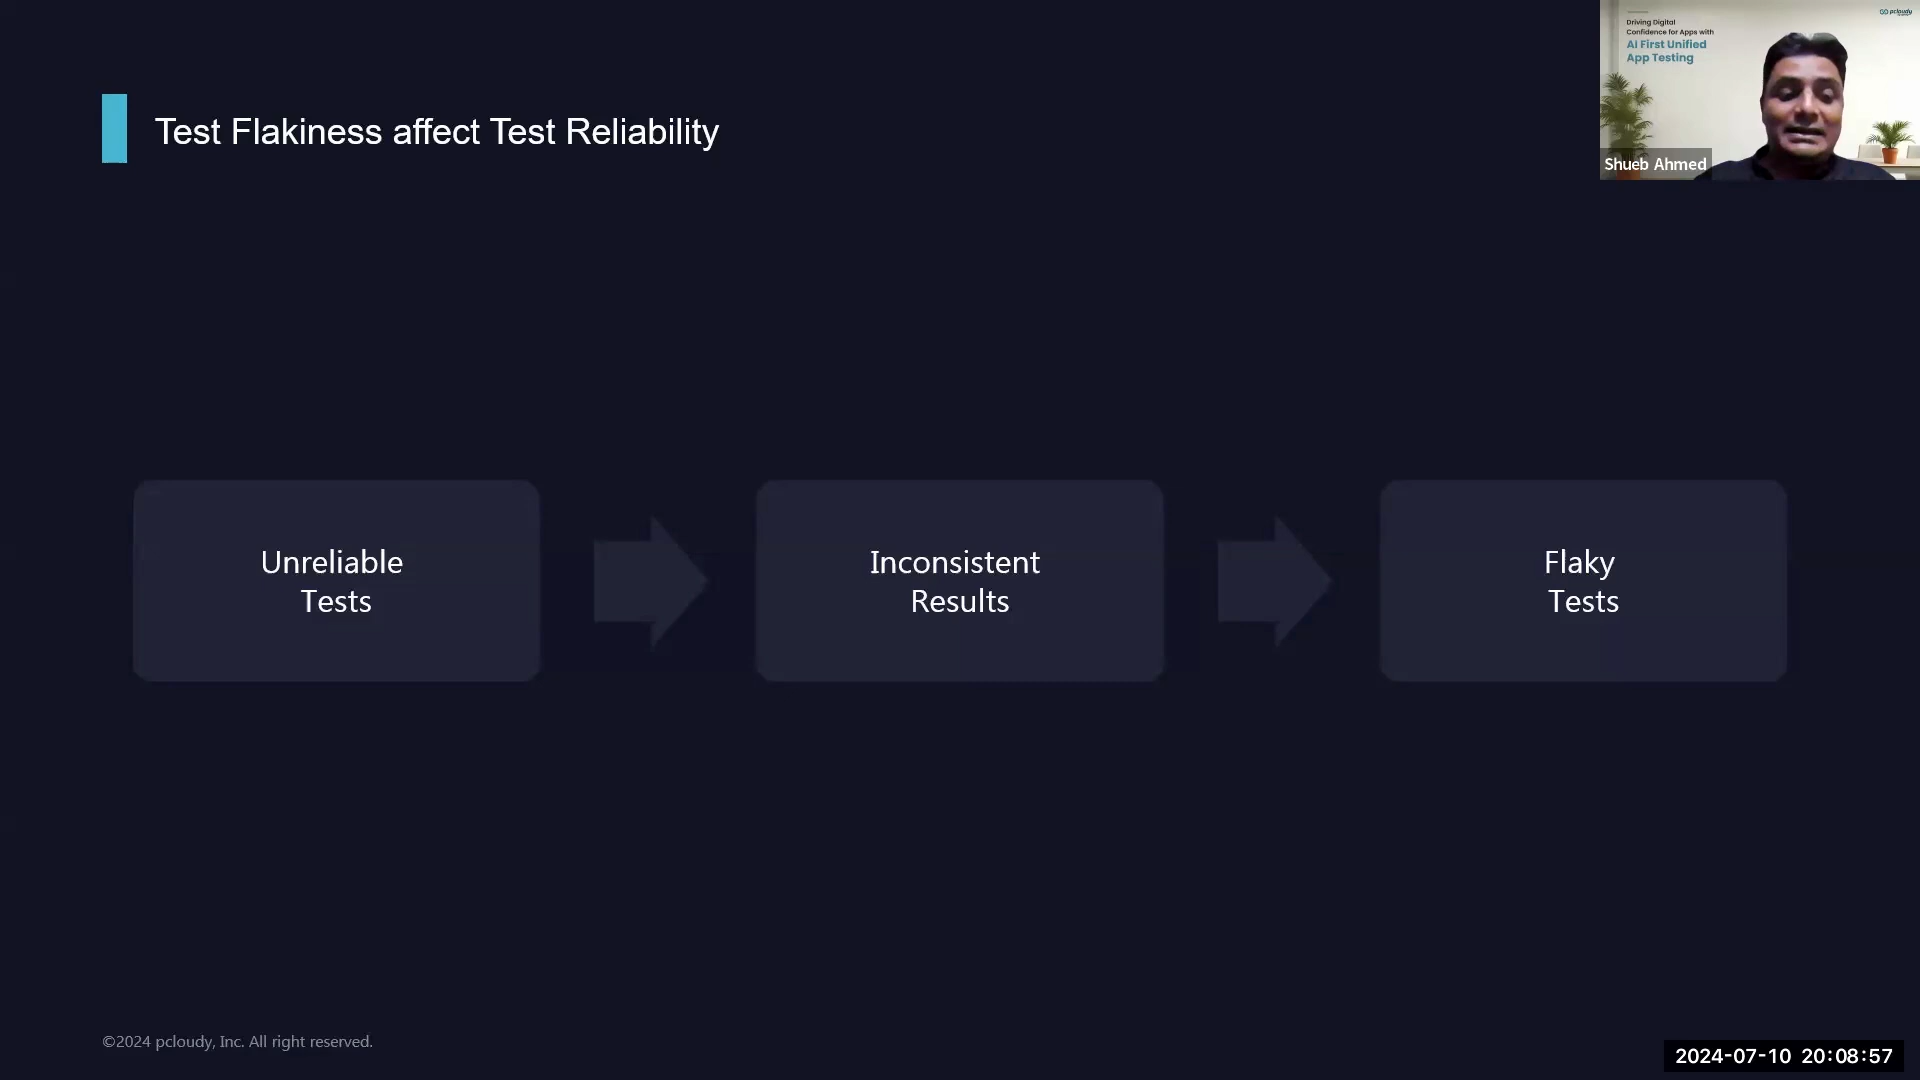 Test Flakiness affect Test Reliability
Driving Digital
Confidence for Apps with
AI First Unified
App Testing
pcloudy
Shueb Ahmed
Unreliable
Tests
Inconsistent
Results
Flaky
Tests
©2024 pcloudy, Inc. All right reserved.
2024-07-10 20:08:57